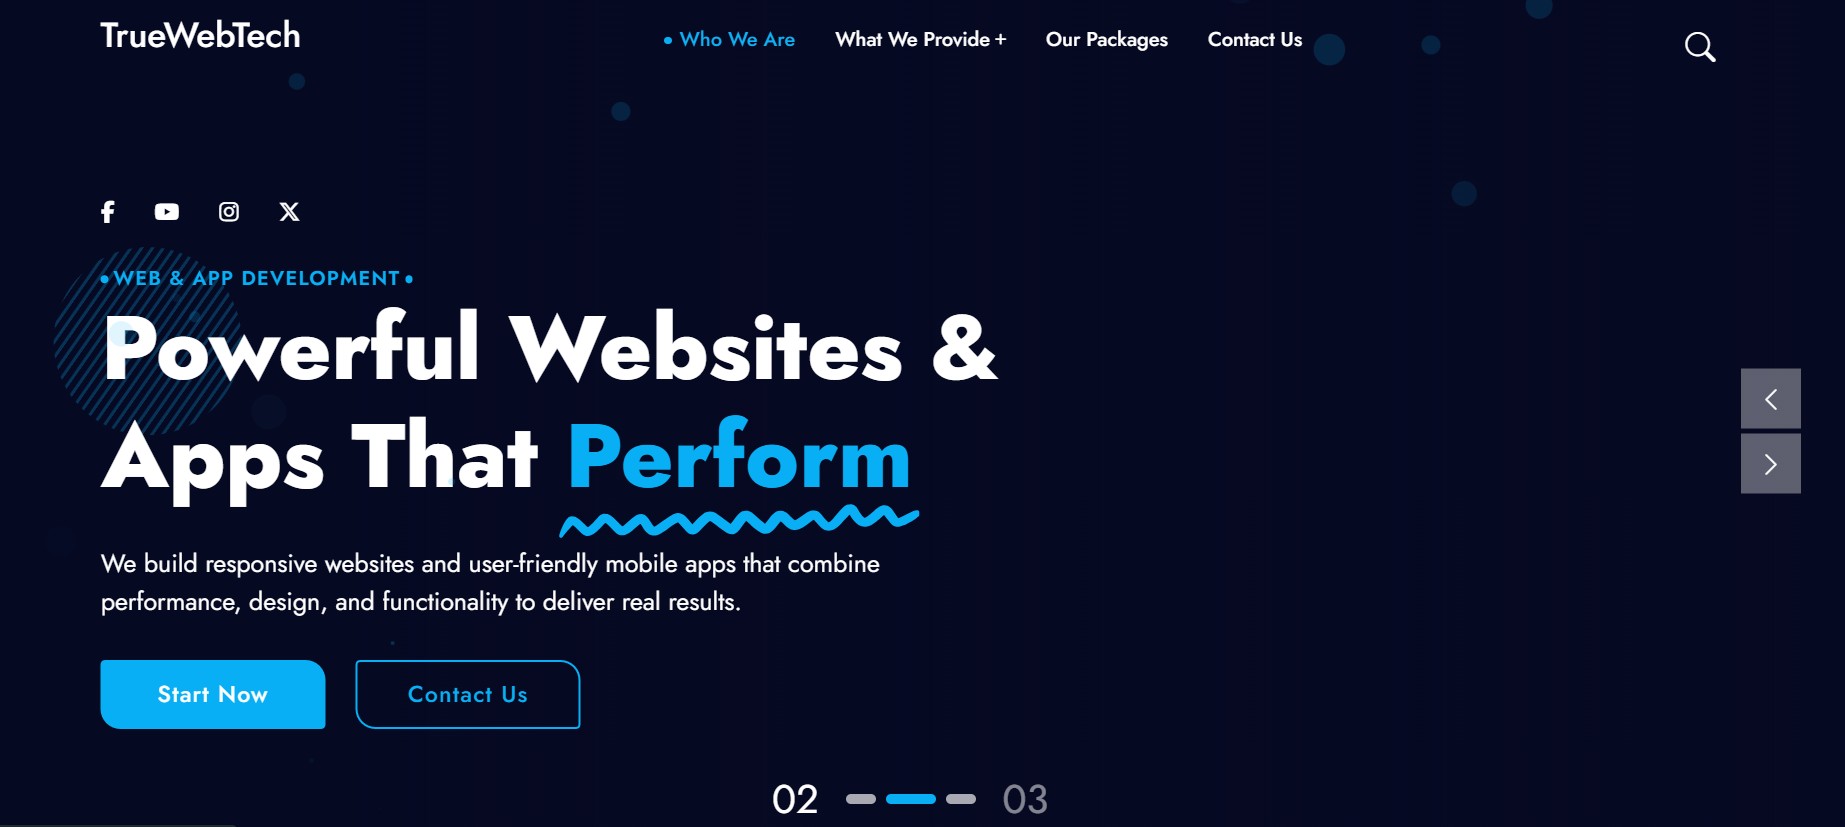 TrueWebTech
Who We Are What We Provide + Our Packages Contact Us
WEB & APP DEVELOPMENT
Powerful Websites &
Apps That Perform
We build responsive websites and user-friendly mobile apps that combine
performance, design, and functionality to deliver real results.
Start Now Contact Us
02 03